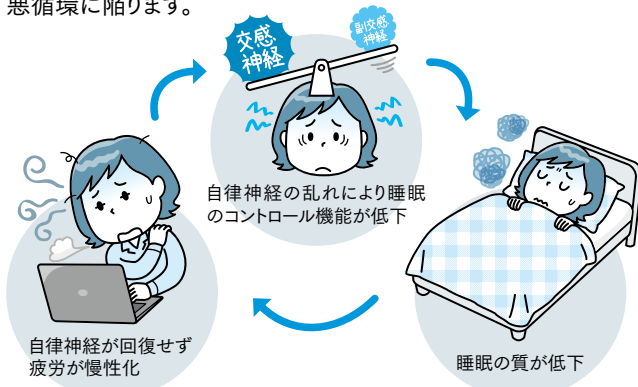 悪循環に陥ります。
交感
神経
副交感
神経
自律神経の乱れにより睡眠
のコントロール機能が低下
睡眠の質が低下
自律神経が回復せず
疲労が慢性化